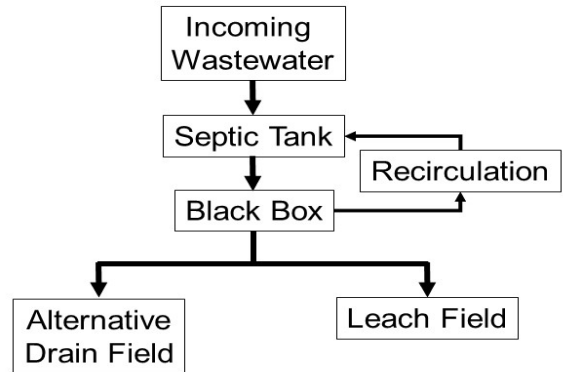 Incoming
Wastewater
Septic Tank
Recirculation
Black Box
Alternative
Drain Field
Leach Field